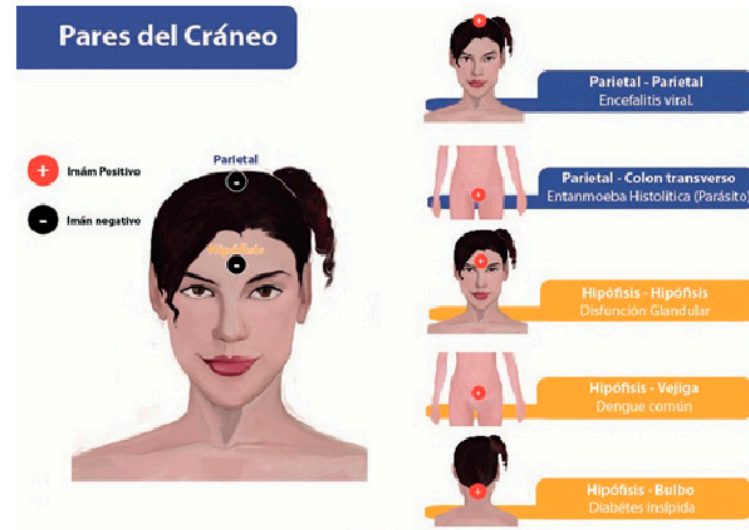 Pares del Cráneo
+ Imám Positivo
- Imán negativo
Parietal
-
Hipófisis
-
+
Parietal - Parietal
Encefalitis viral.
+
Parietal - Colon transverso
Entanmoeba Histolítica (Parásito)
+
Hipófisis - Hipófisis
Disfunción Glandular
+
Hipófisis - Vejiga
Dengue común
+
Hipófisis - Bulbo
Diabétes insípida